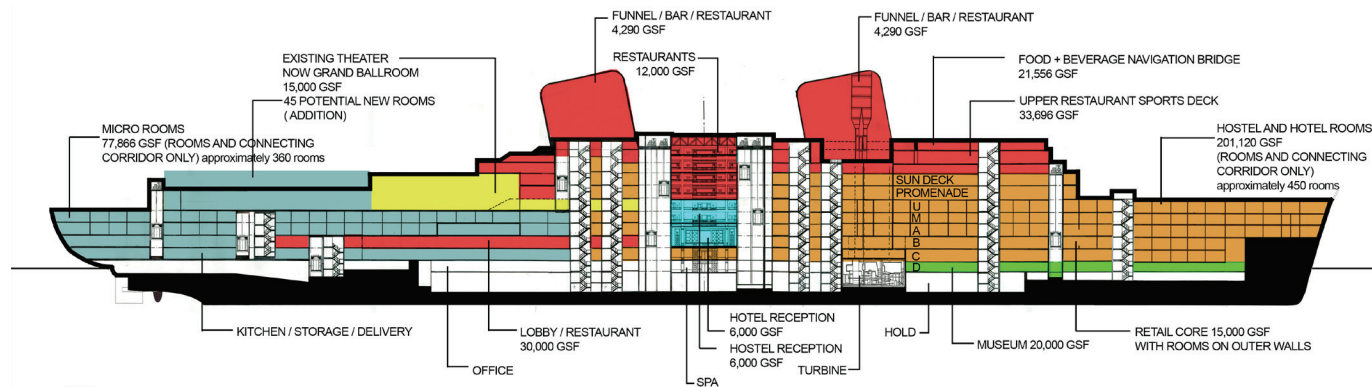 FUNNEL / BAR / RESTAURANT
4,290 GSF
FUNNEL / BAR / RESTAURANT
4,290 GSF
EXISTING THEATER
NOW GRAND BALLROOM
15,000 GSF
45 POTENTIAL NEW ROOMS
( ADDITION)
RESTAURANTS
12,000 GSF
FOOD + BEVERAGE NAVIGATION BRIDGE
21,556 GSF
UPPER RESTAURANT SPORTS DECK
33,696 GSF
MICRO ROOMS
77,866 GSF (ROOMS AND CONNECTING
CORRIDOR ONLY) approximately 360 rooms
HOSTEL AND HOTEL ROOMS
201,120 GSF
(ROOMS AND CONNECTING
CORRIDOR ONLY)
approximately 450 rooms
SUN DECK
PROMENADE
U
M
A
B
C
D
KITCHEN / STORAGE / DELIVERY
LOBBY / RESTAURANT
30,000 GSF
OFFICE
HOTEL RECEPTION
6,000 GSF
HOSTEL RECEPTION
6,000 GSF
SPA
TURBINE
HOLD
MUSEUM 20,000 GSF
RETAIL CORE 15,000 GSF
WITH ROOMS ON OUTER WALLS